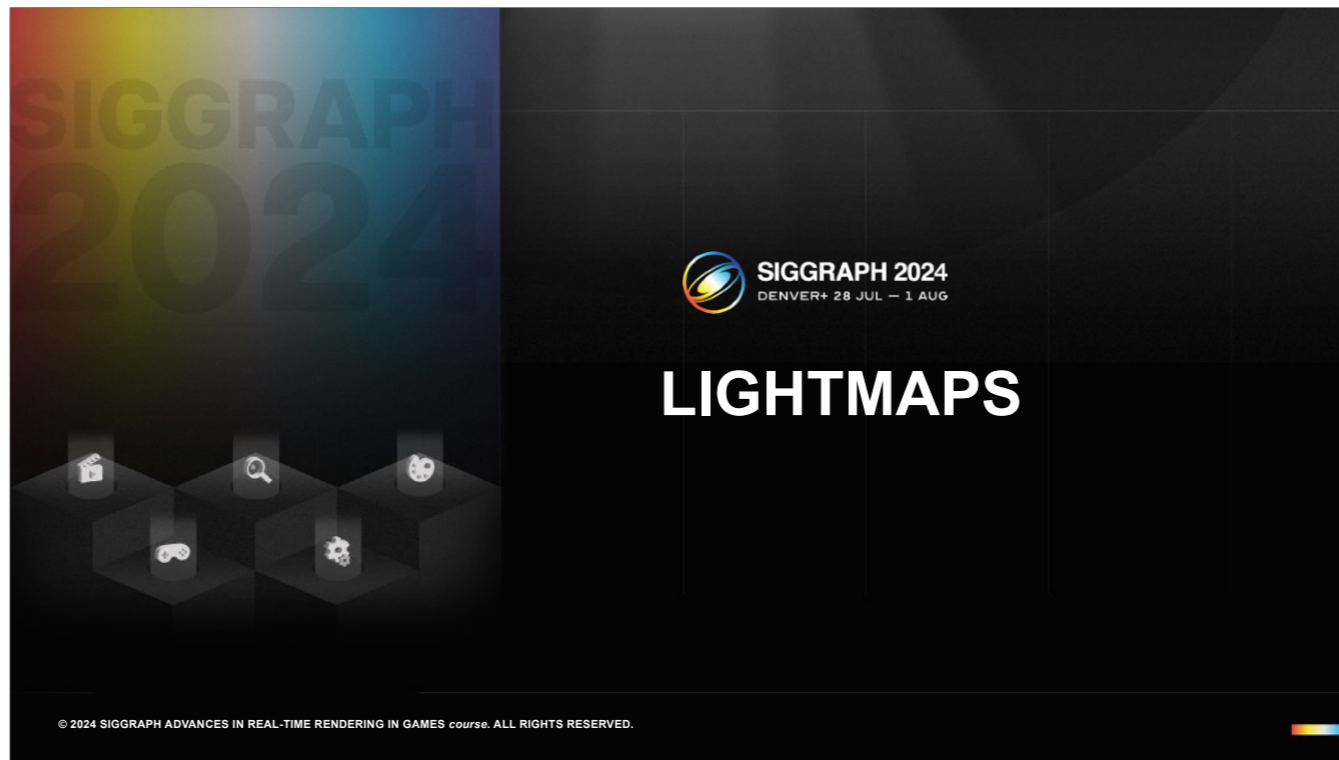 SIGGRAPH
2024
SIGGRAPH 2024
DENVER+ 28 JUL — 1 AUG
LIGHTMAPS
© 2024 SIGGRAPH ADVANCES IN REAL-TIME RENDERING IN GAMES course. ALL RIGHTS RESERVED.